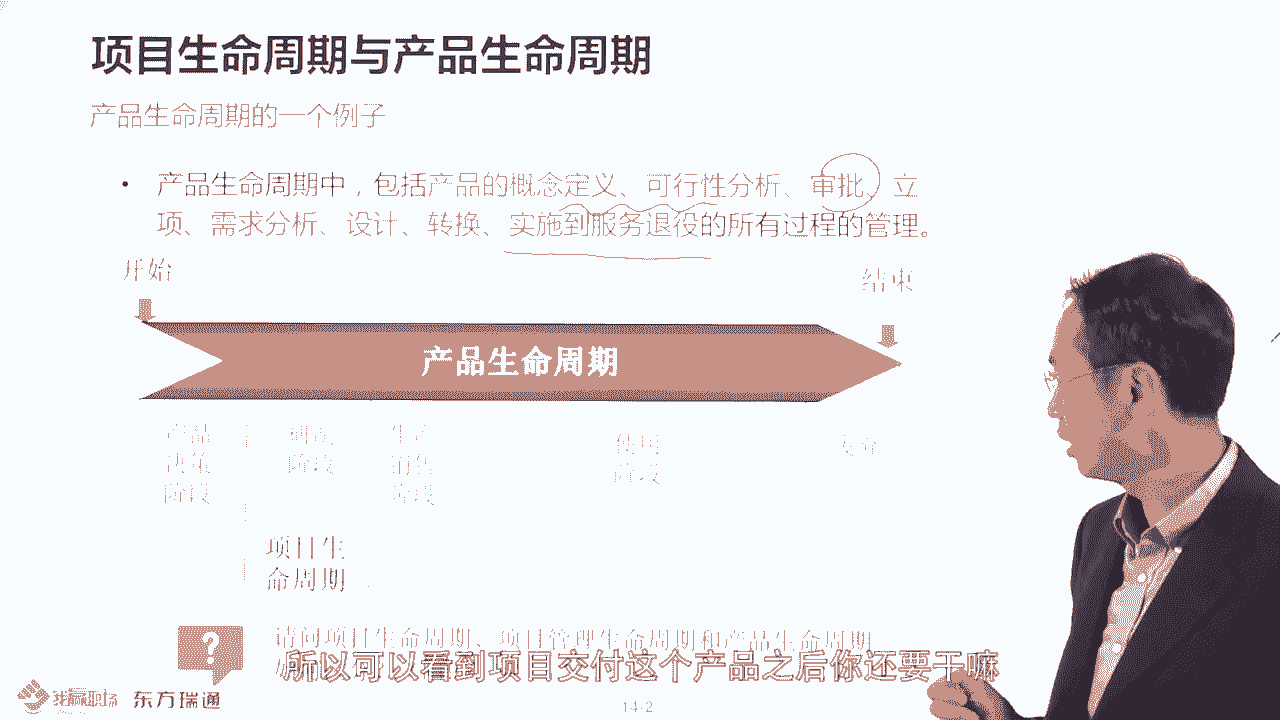 项目生命周期与产品生命周期
产品生命周期的一个例子
• 产品生命周期中，包括产品的概念定义、可行性分析、审批、立
项、需求分析、设计、转换、实施到服务退役的所有过程的管理。
开始
结束
产品生命周期
产品
决策
阶段
阶段
生产
销售
阶段
使用
阶段
项目生
命周期
?
请问项目生命周期、项目管理生命周期和产品生命周期
所以可以看到项目交付这个产品之后你还要干嘛
我赢职场
东方瑞通
14-2